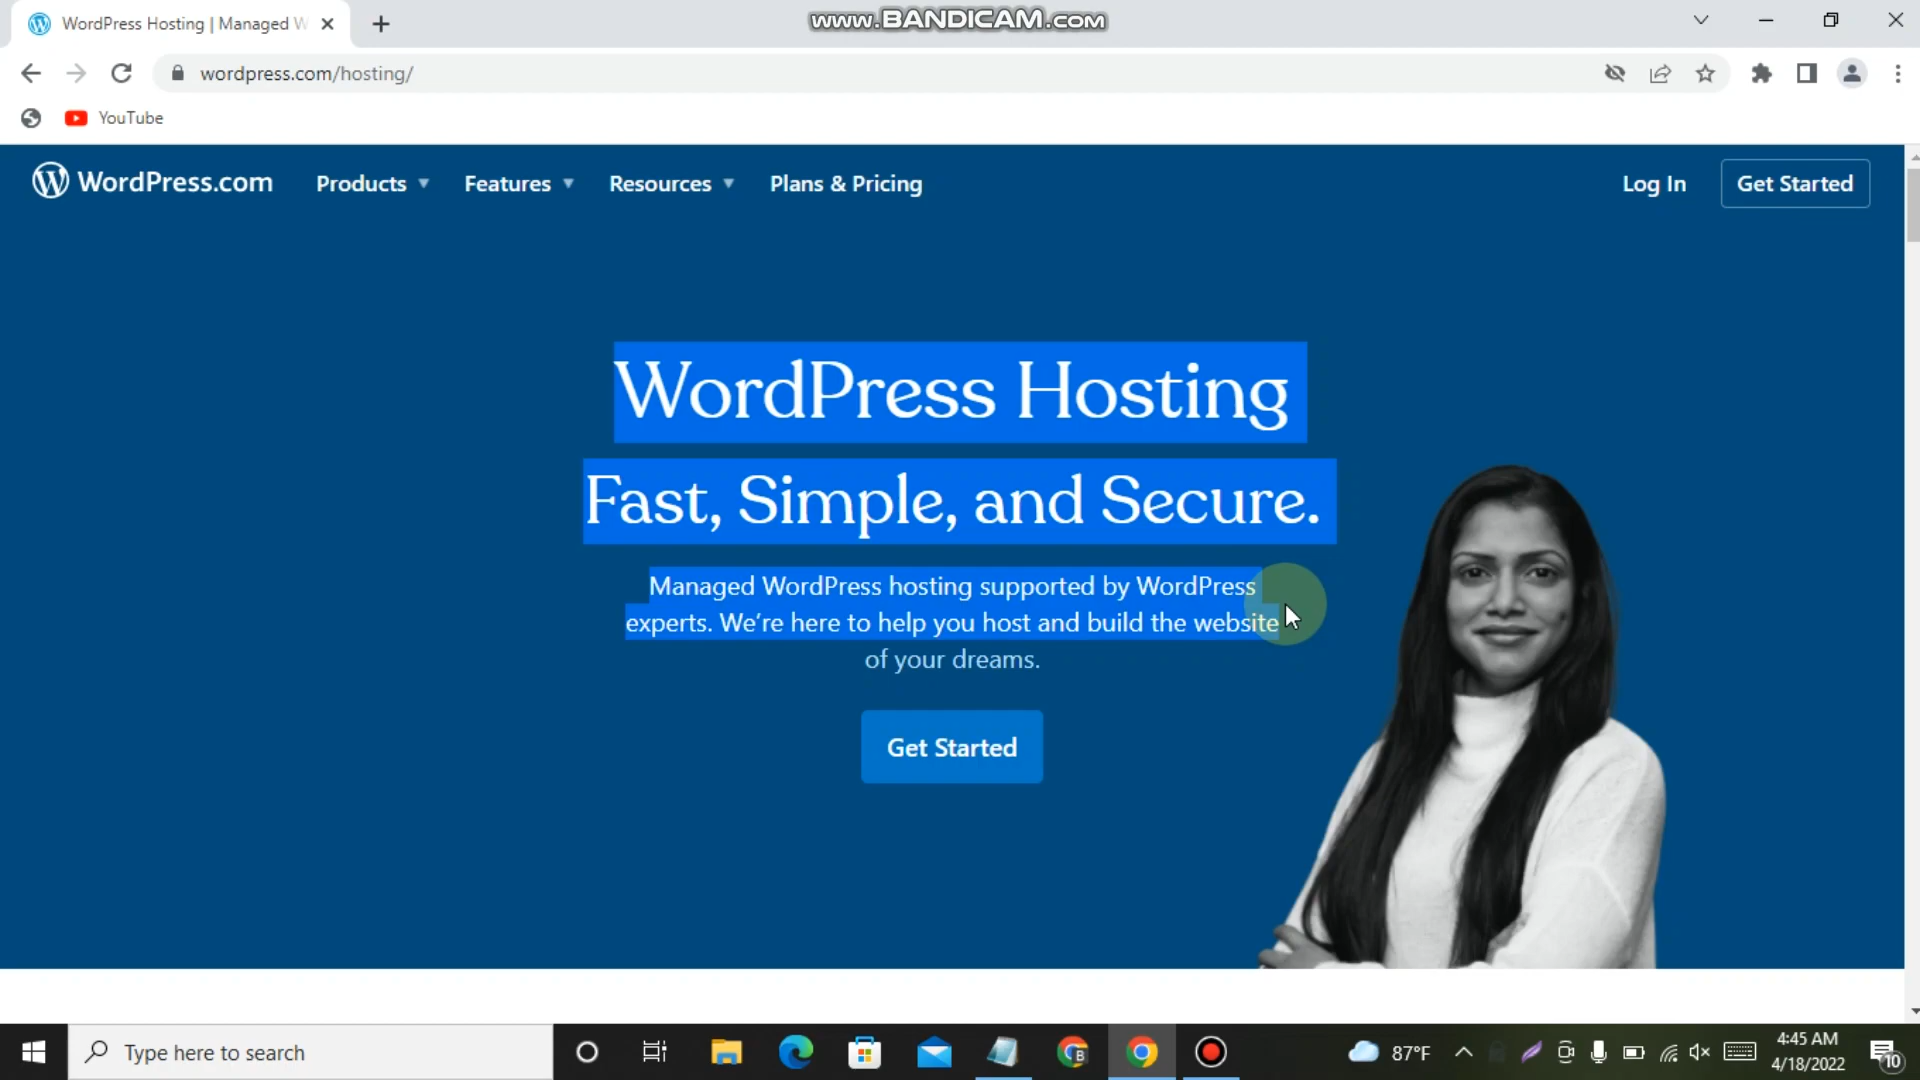 WordPress Hosting | Managed W
www.BANDICAM.com
wordpress.com/hosting/
YouTube
WordPress.com
Products
Features
Resources
Plans & Pricing
Log In
Get Started
WordPress Hosting
Fast, Simple, and Secure.
Managed WordPress hosting supported by WordPress
experts. We’re here to help you host and build the website
of your dreams.
Get Started
Type here to search
B
87°F
4:45 AM
4/18/2022
10